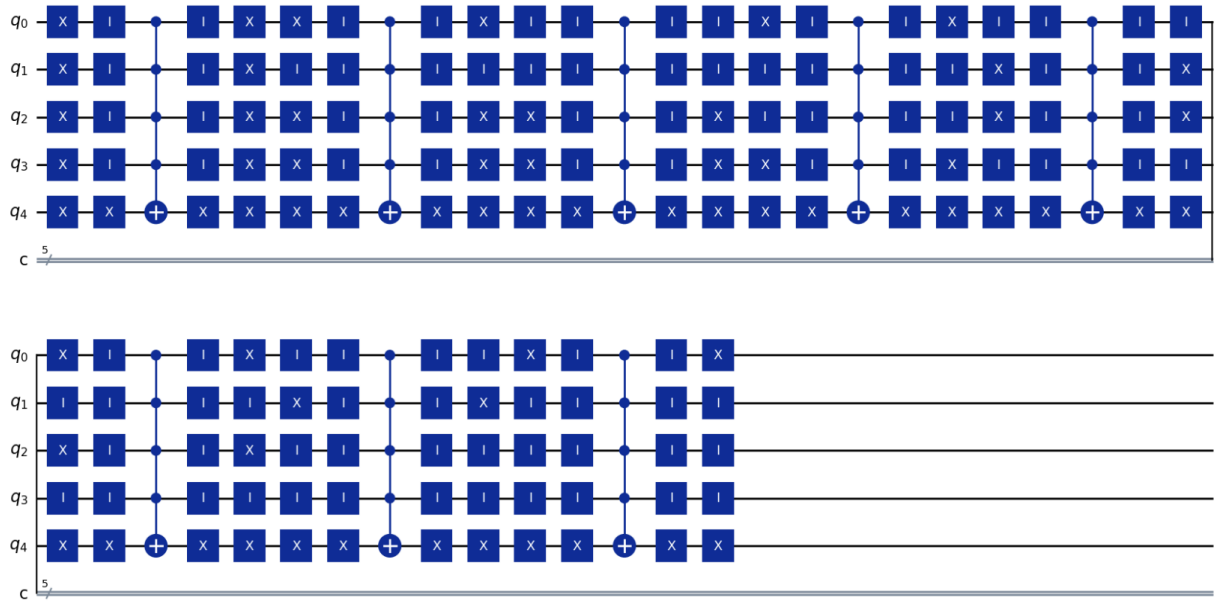 q0 X I I X X I I X I I I I X I I X I I I I
q1 X I I X I I I I I I I I I I I I X I I X
q2 X I I X X I I X X I I X I I I I X I I X
q3 X I I X X I I X X I I X X I I X I I I I
q4 X X X X X X X X X X X X X X X X X X X X
5
c
q0 X I I X I I I I X I I X
q1 I I I I X I I X I I I I
q2 X I I X I I I I I I I I
q3 I I I I I I I I I I I I
q4 X X X X X X X X X X X X
5
c